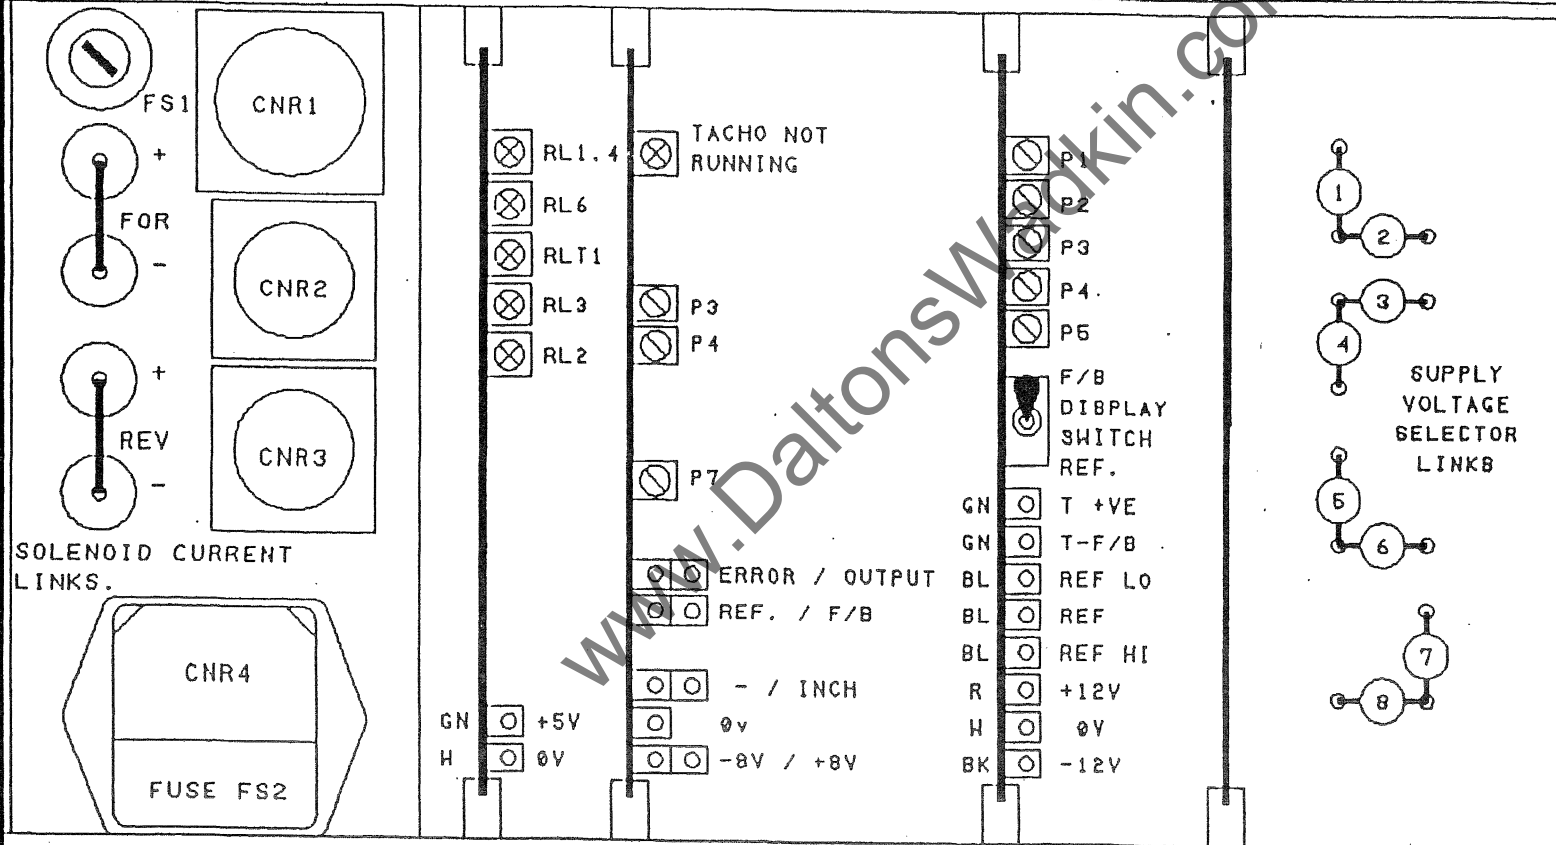 FS1
CNR1
+
FOR
-
CNR2
+
REV
-
CNR3
SOLENOID CURRENT
LINKS.
CNR4
FUSE FS2
RL1.4
RL6
RLT1
RL3
RL2
GN +5V
W 0V
TACHO NOT
RUNNING
P3
P4
P7
ERROR / OUTPUT
REF. / F/B
- / INCH
0v
-8V / +8V
P1
P2
P3
P4.
P5
F/B
DISPLAY
SWITCH
REF.
GN T +VE
GN T-F/B
BL REF LO
BL REF
BL REF HI
R +12V
W 0V
BK -12V
1
2
3
4
SUPPLY
VOLTAGE
SELECTOR
LINKS
5
6
7
8
www.DaltonsWadkin.com